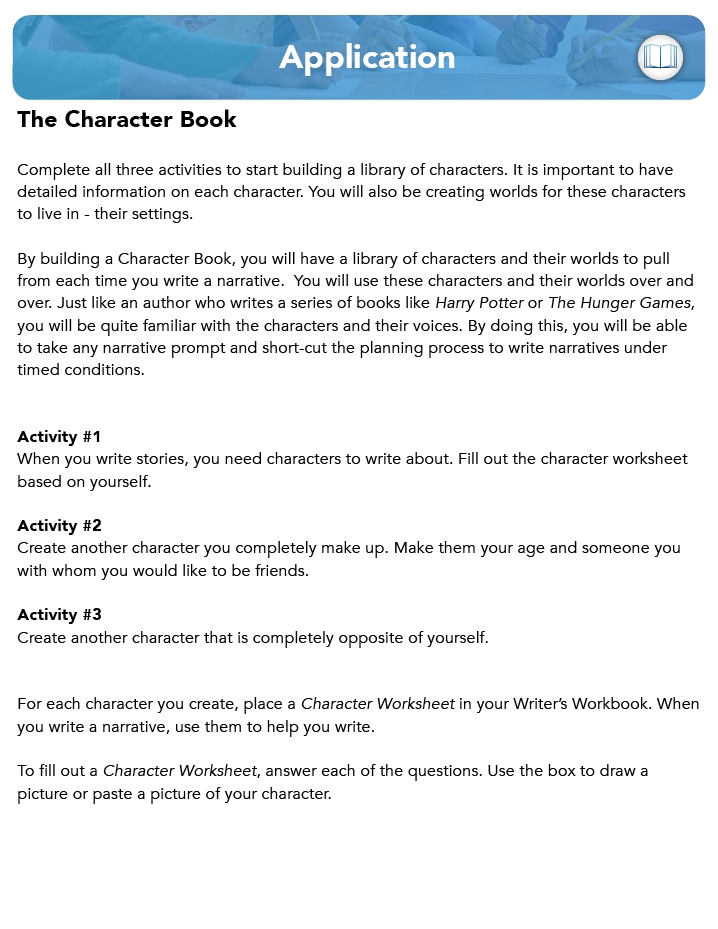 Application
The Character Book
Complete all three activities to start building a library of characters. It is important to have
detailed information on each character. You will also be creating worlds for these characters
to live in - their settings.
By building a Character Book, you will have a library of characters and their worlds to pull
from each time you write a narrative.  You will use these characters and their worlds over and
over. Just like an author who writes a series of books like Harry Potter or The Hunger Games,
you will be quite familiar with the characters and their voices. By doing this, you will be able
to take any narrative prompt and short-cut the planning process to write narratives under
timed conditions.
Activity #1
When you write stories, you need characters to write about. Fill out the character worksheet
based on yourself.
Activity #2
Create another character you completely make up. Make them your age and someone you
with whom you would like to be friends.
Activity #3
Create another character that is completely opposite of yourself.
For each character you create, place a Character Worksheet in your Writer’s Workbook. When
you write a narrative, use them to help you write.
To fill out a Character Worksheet, answer each of the questions. Use the box to draw a
picture or paste a picture of your character.